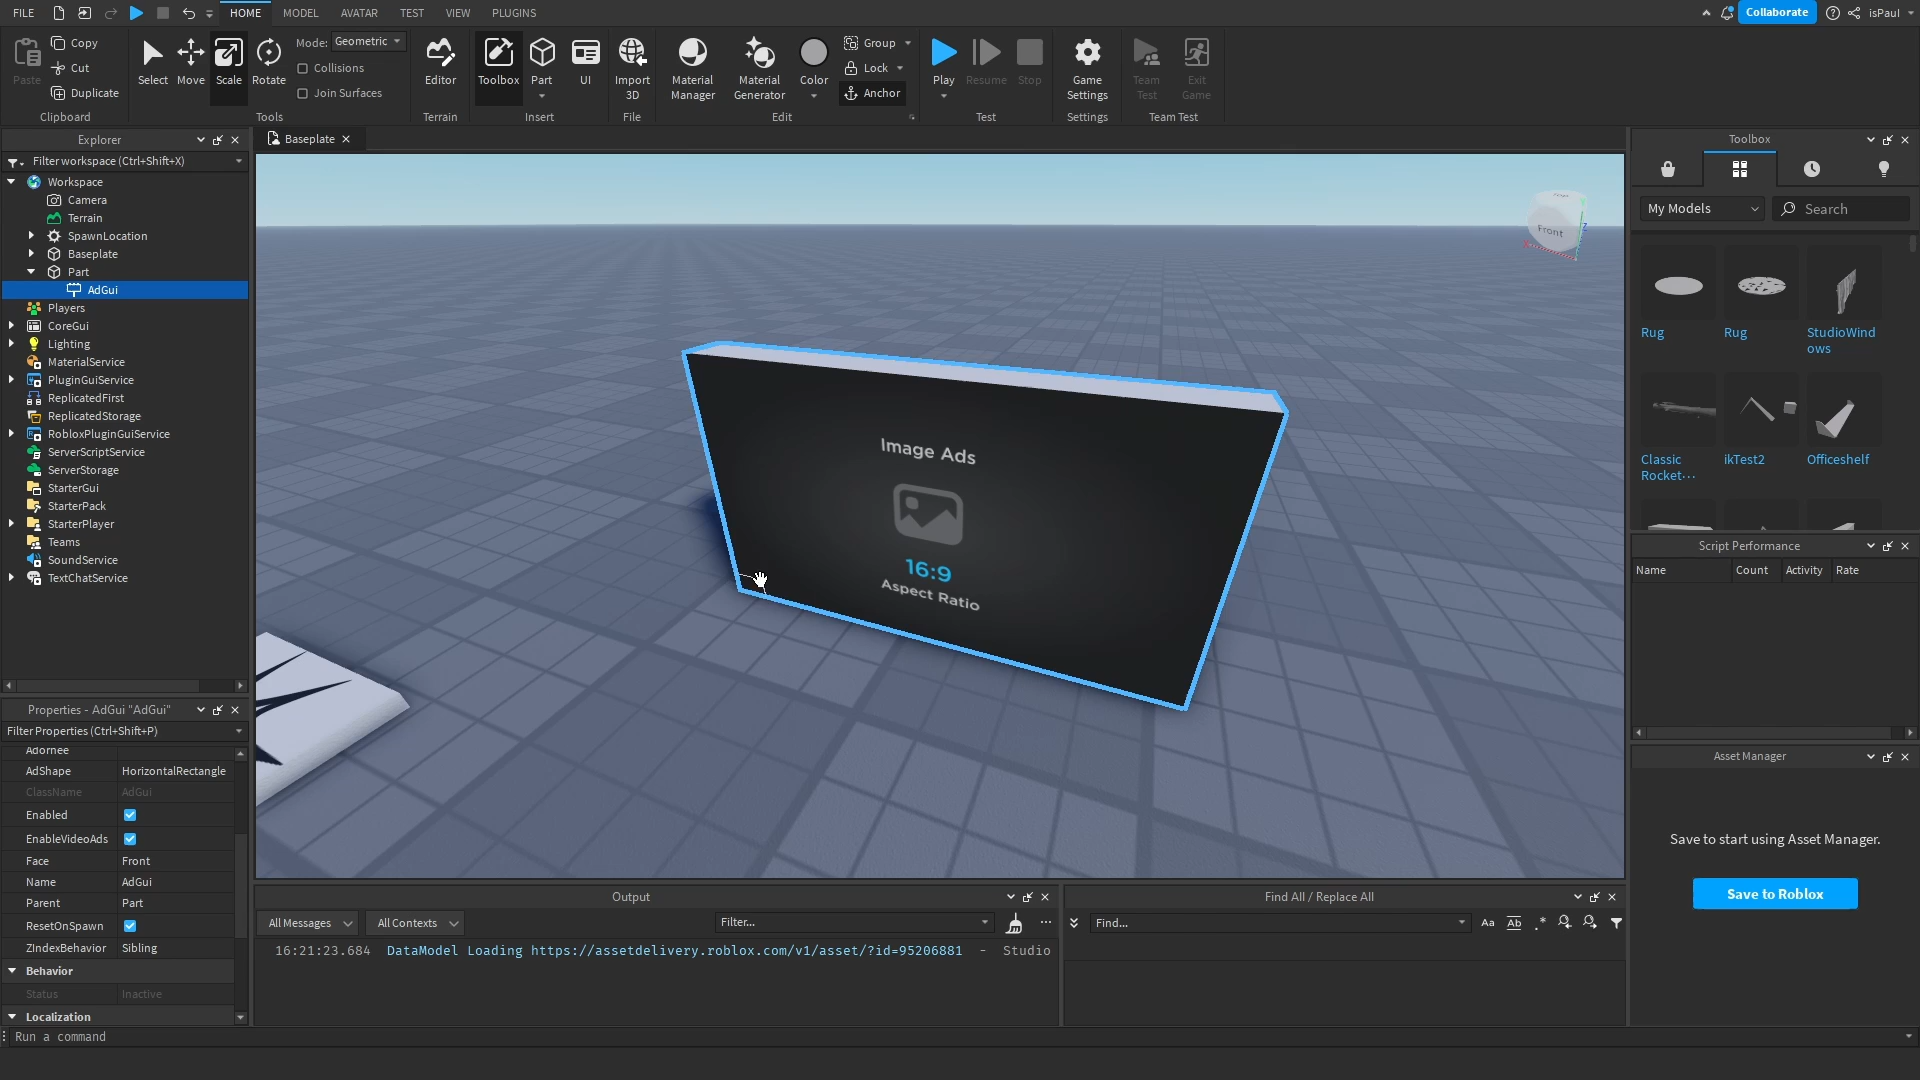 FILE
HOME
MODEL
AVATAR
TEST
VIEW
PLUGINS
Collaborate
isPaul
Paste
Copy
Cut
Duplicate
Clipboard
Select
Move
Scale
Rotate
Mode:
Geometric
Collisions
Join Surfaces
Tools
Editor
Terrain
Toolbox
Part
UI
Insert
Import
3D
File
Material
Manager
Material
Generator
Color
Group
Lock
Anchor
Edit
Play
Resume
Stop
Test
Game
Settings
Settings
Team
Test
Exit
Game
Team Test
Explorer
Filter workspace (Ctrl+Shift+X)
Workspace
Camera
Terrain
SpawnLocation
Baseplate
Part
AdGui
Players
CoreGui
Lighting
MaterialService
PluginGuiService
ReplicatedFirst
ReplicatedStorage
RobloxPluginGuiService
ServerScriptService
ServerStorage
StarterGui
StarterPack
StarterPlayer
Teams
SoundService
TextChatService
Properties - AdGui "AdGui"
Filter Properties (Ctrl+Shift+P)
Adornee
AdShape HorizontalRectangle
ClassName AdGui
Enabled
EnableVideoAds
Face Front
Name AdGui
Parent Part
ResetOnSpawn
ZIndexBehavior Sibling
Behavior
Status Inactive
Localization
Baseplate
Front
Z
Image Ads
16:9
Aspect Ratio
Output
All Messages
All Contexts
Filter...
16:21:23.684 DataModel Loading https://assetdelivery.roblox.com/v1/asset/?id=95206881 - Studio
Find All / Replace All
Find...
Aa
Ab
.*
Toolbox
My Models
Search
Rug
Rug
StudioWind
ows
Classic
Rocket...
ikTest2
Officeshelf
Script Performance
Name Count Activity Rate
Asset Manager
Save to start using Asset Manager.
Save to Roblox
Run a command